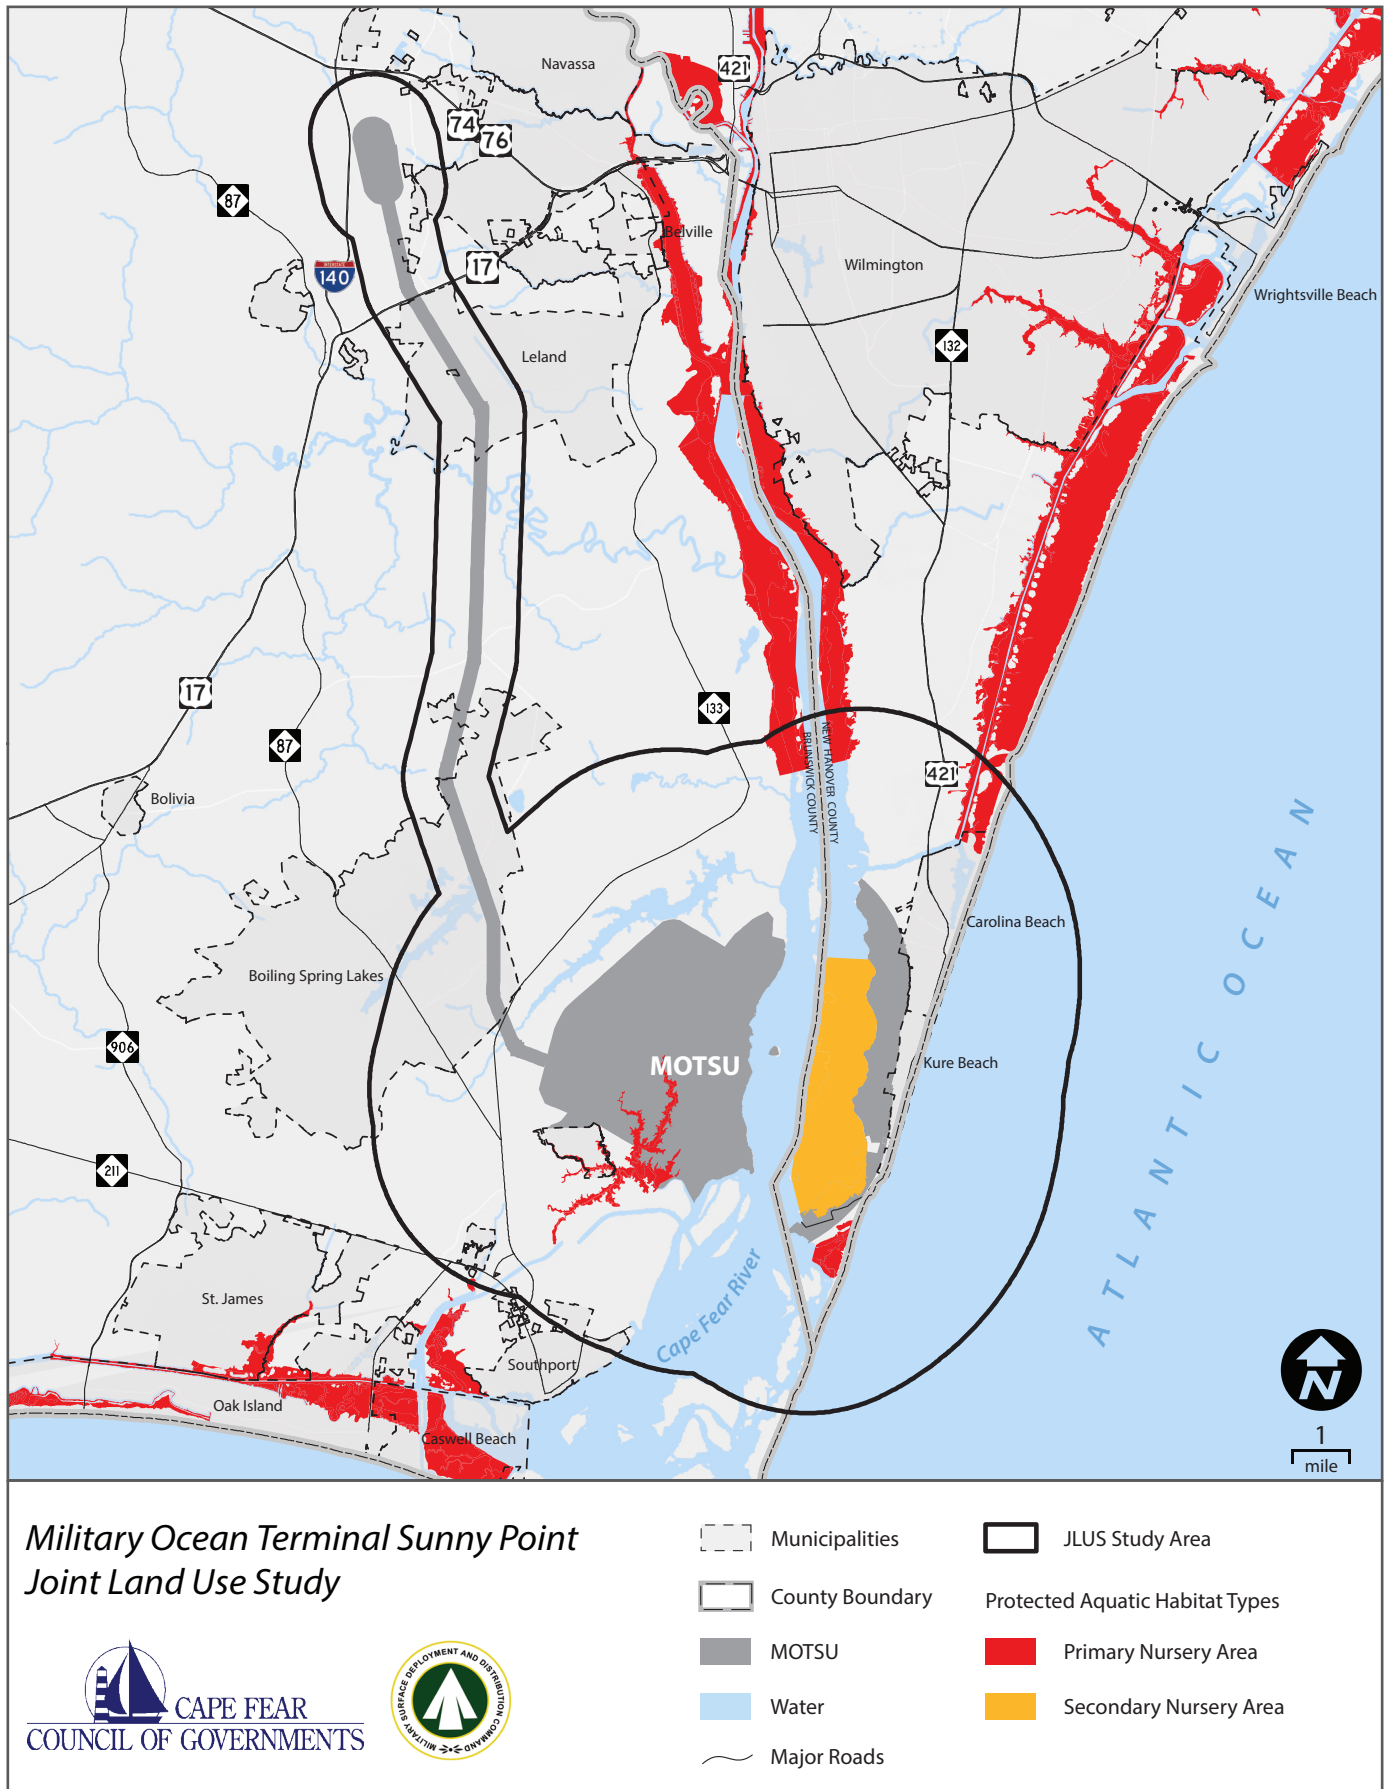 Navassa
421
74
76
87
Belville
17
INTERSTATE
140
Wilmington
Wrightsville Beach
132
Leland
17
133
87
NEW HANOVER COUNTY
BRUNSWICK COUNTY
421
Bolivia
ATLANTIC OCEAN
Carolina Beach
Boiling Spring Lakes
906
MOTSU
Kure Beach
211
St. James
Cape Fear River
Southport
Oak Island
Caswell Beach
N
1
mile
Military Ocean Terminal Sunny Point
Joint Land Use Study
CAPE FEAR
COUNCIL OF GOVERNMENTS
MILITARY SURFACE DEPLOYMENT AND DISTRIBUTION COMMAND
Municipalities
County Boundary
MOTSU
Water
Major Roads
JLUS Study Area
Protected Aquatic Habitat Types
Primary Nursery Area
Secondary Nursery Area